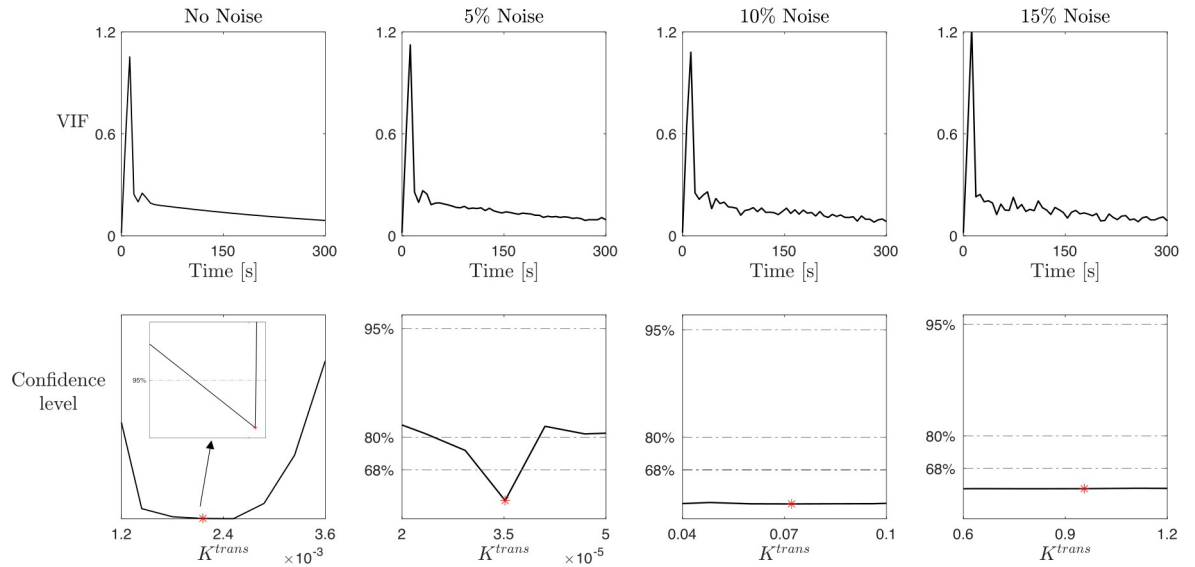 No Noise
5% Noise
10% Noise
15% Noise
VIF
1.2
0.6
0
0 150 300
Time [s]
1.2
0.6
0
0 150 300
Time [s]
1.2
0.6
0
0 150 300
Time [s]
1.2
0.6
0
0 150 300
Time [s]
Confidence
level
95%
1.2 2.4 3.6
K^trans
×10^-3
95%
80%
68%
2 3.5 5
K^trans
×10^-5
95%
80%
68%
0.04 0.07 0.1
K^trans
95%
80%
68%
0.6 0.9 1.2
K^trans